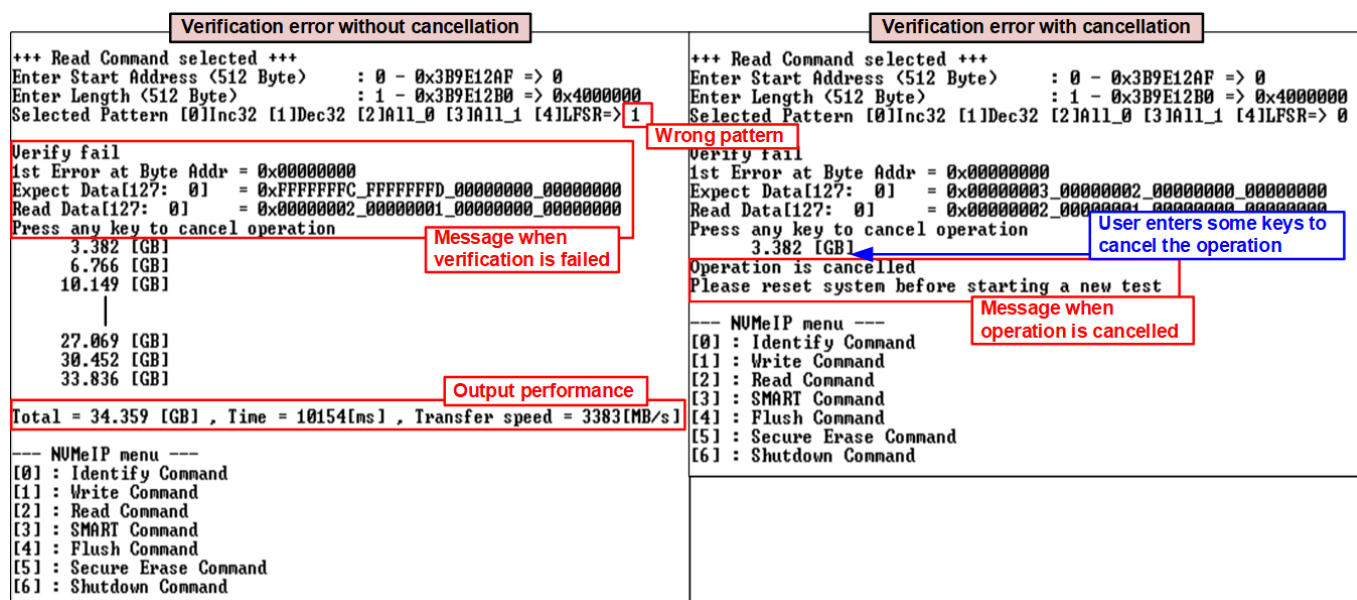 Verification error without cancellation
+++ Read Command selected +++
Enter Start Address (512 Byte) : 0 - 0x3B9E12AF => 0
Enter Length (512 Byte) : 1 - 0x3B9E12B0 => 0x4000000
Selected Pattern [0]Inc32 [1]Dec32 [2]All_0 [3]All_1 [4]LFSR=> 1
Wrong pattern
Verify fail
1st Error at Byte Addr = 0x00000000
Expect Data[127: 0] = 0xFFFFFFFC_FFFFFFFD_00000000_00000000
Read Data[127: 0] = 0x00000002_00000001_00000000_00000000
Press any key to cancel operation
Message when
verification is failed
3.382 [GB]
6.766 [GB]
10.149 [GB]
27.069 [GB]
30.452 [GB]
33.836 [GB]
Output performance
Total = 34.359 [GB] , Time = 10154[ms] , Transfer speed = 3383[MB/s]
--- NVMeIP menu ---
[0] : Identify Command
[1] : Write Command
[2] : Read Command
[3] : SMART Command
[4] : Flush Command
[5] : Secure Erase Command
[6] : Shutdown Command
Verification error with cancellation
+++ Read Command selected +++
Enter Start Address (512 Byte) : 0 - 0x3B9E12AF => 0
Enter Length (512 Byte) : 1 - 0x3B9E12B0 => 0x4000000
Selected Pattern [0]Inc32 [1]Dec32 [2]All_0 [3]All_1 [4]LFSR=> 0
Verify fail
1st Error at Byte Addr = 0x00000000
Expect Data[127: 0] = 0x00000003_00000002_00000000_00000000
Read Data[127: 0] = 0x00000002_00000001_00000000_00000000
Press any key to cancel operation
3.382 [GB]
User enters some keys to
cancel the operation
Operation is cancelled
Please reset system before starting a new test
Message when
operation is cancelled
--- NVMeIP menu ---
[0] : Identify Command
[1] : Write Command
[2] : Read Command
[3] : SMART Command
[4] : Flush Command
[5] : Secure Erase Command
[6] : Shutdown Command